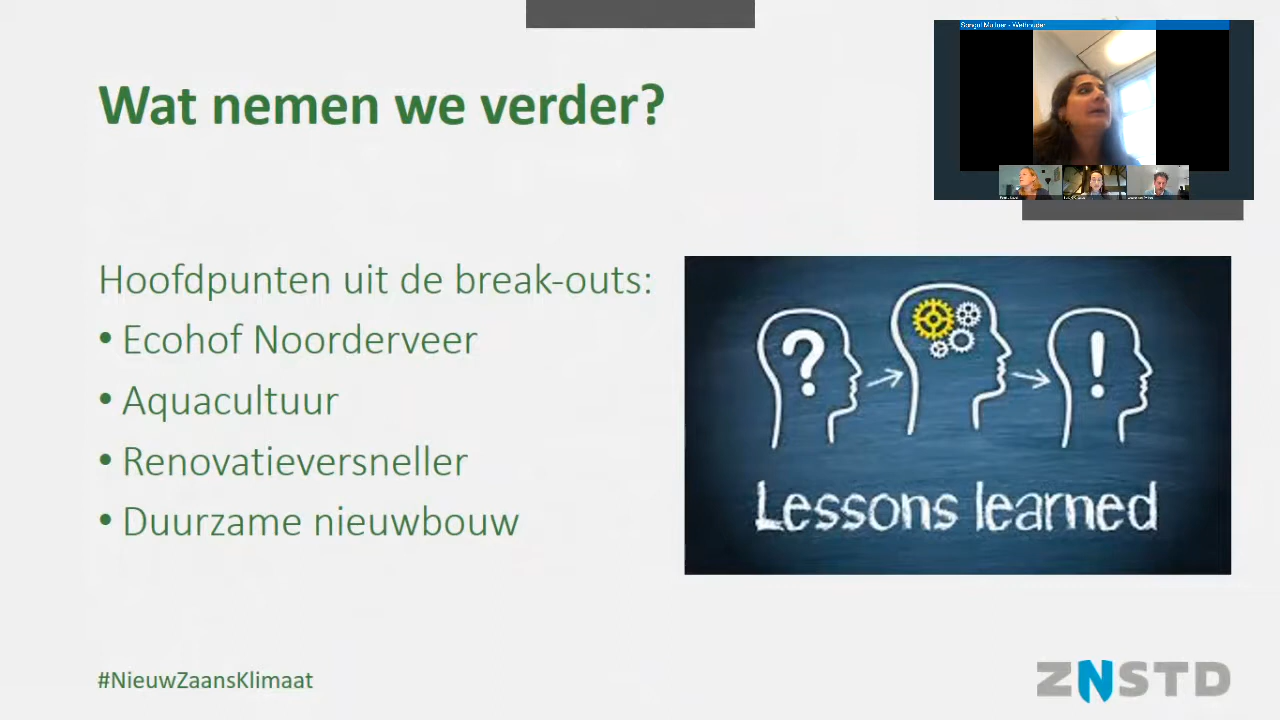 Wat nemen we verder?
Hoofdpunten uit de break-outs:
• Ecohof Noorderveer
• Aquacultuur
• Renovatieversneller
• Duurzame nieuwbouw
Lessons learned
#NieuwZaansKlimaat
ZNSTD